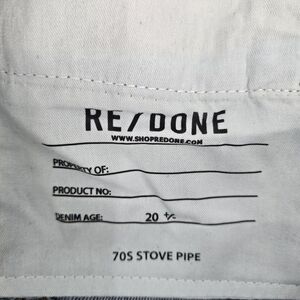 RE/DONE
WWW.SHOPREDONE.COM
PROPERTY OF:
PRODUCT NO:
DENIM AGE: 20 +/-
70S STOVE PIPE